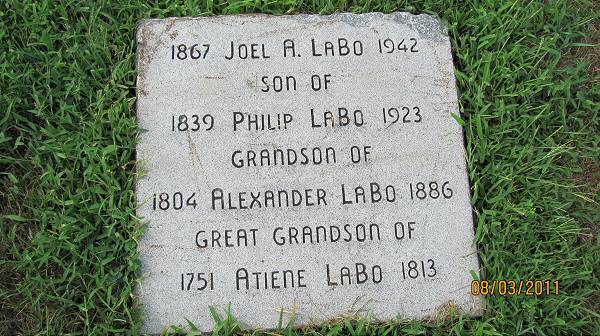 1867 JOEL A. LABO 1942
SON OF
1839 PHILIP LABO 1923
GRANDSON OF
1804 ALEXANDER LABO 1886
GREAT GRANDSON OF
1751 ATIENE LABO 1813
08/03/2011